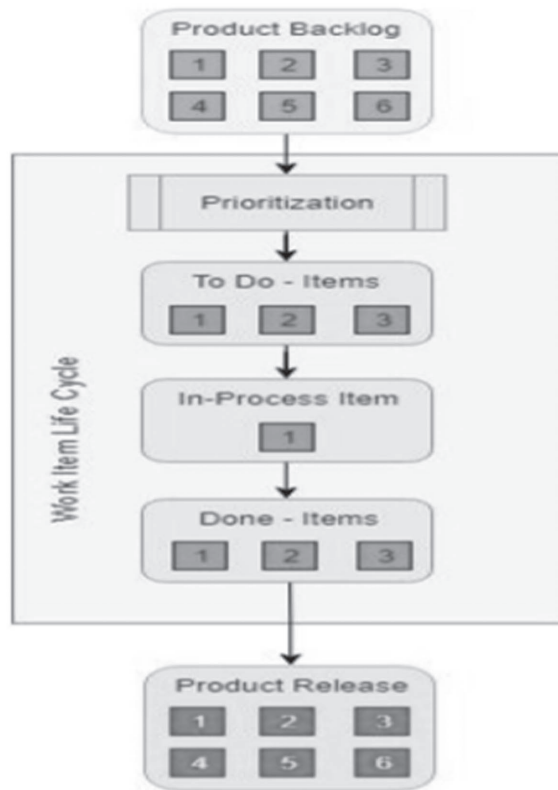 Product Backlog
1 2 3
4 5 6
Prioritization
To Do - Items
1 2 3
Work Item Life Cycle
In-Process Item
1
Done - Items
1 2 3
Product Release
1 2 3
4 5 6